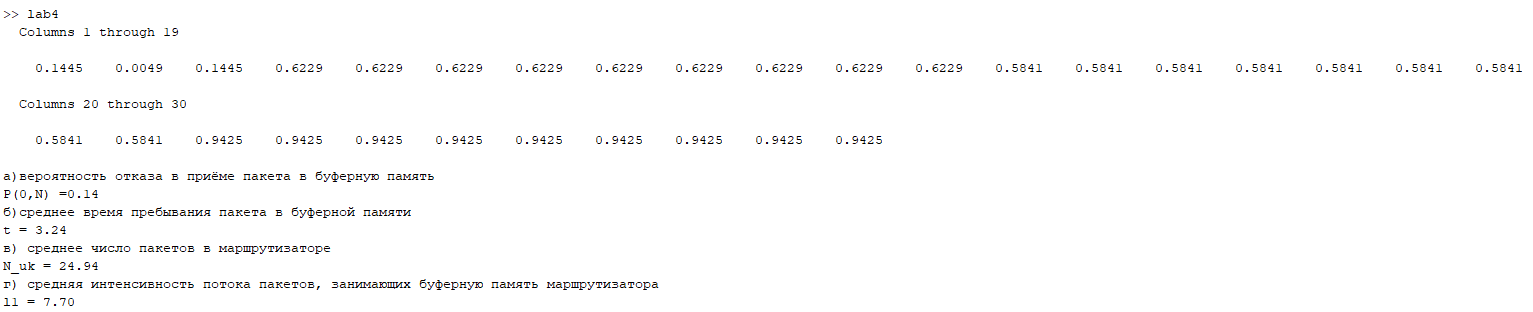 >> lab4
Columns 1 through 19
0.1445 0.0049 0.1445 0.6229 0.6229 0.6229 0.6229 0.6229 0.6229 0.6229 0.6229 0.6229 0.5841 0.5841 0.5841 0.5841 0.5841 0.5841 0.5841
Columns 20 through 30
0.5841 0.5841 0.9425 0.9425 0.9425 0.9425 0.9425 0.9425 0.9425 0.9425 0.9425
а)вероятность отказа в приёме пакета в буферную память
P(0,N) =0.14
б)среднее время пребывания пакета в буферной памяти
t = 3.24
в) среднее число пакетов в маршрутизаторе
N_uk = 24.94
г) средняя интенсивность потока пакетов, занимающих буферную память маршрутизатора
l1 = 7.70